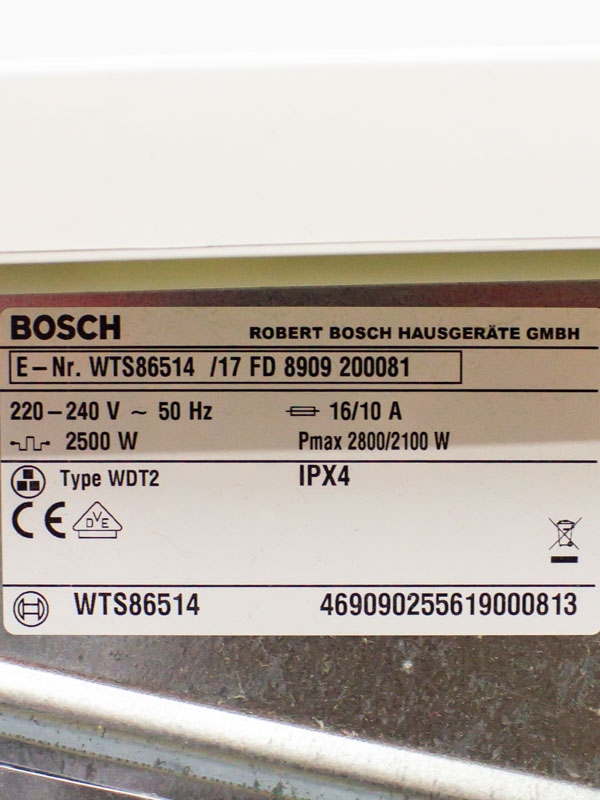 BOSCH ROBERT BOSCH HAUSGERÄTE GMBH
E-Nr. WTS86514 /17 FD 8909 200081
220-240 V ~ 50 Hz 16/10 A
2500 W Pmax 2800/2100 W
Type WDT2 IPX4
CE DVE
WTS86514 469090255619000813